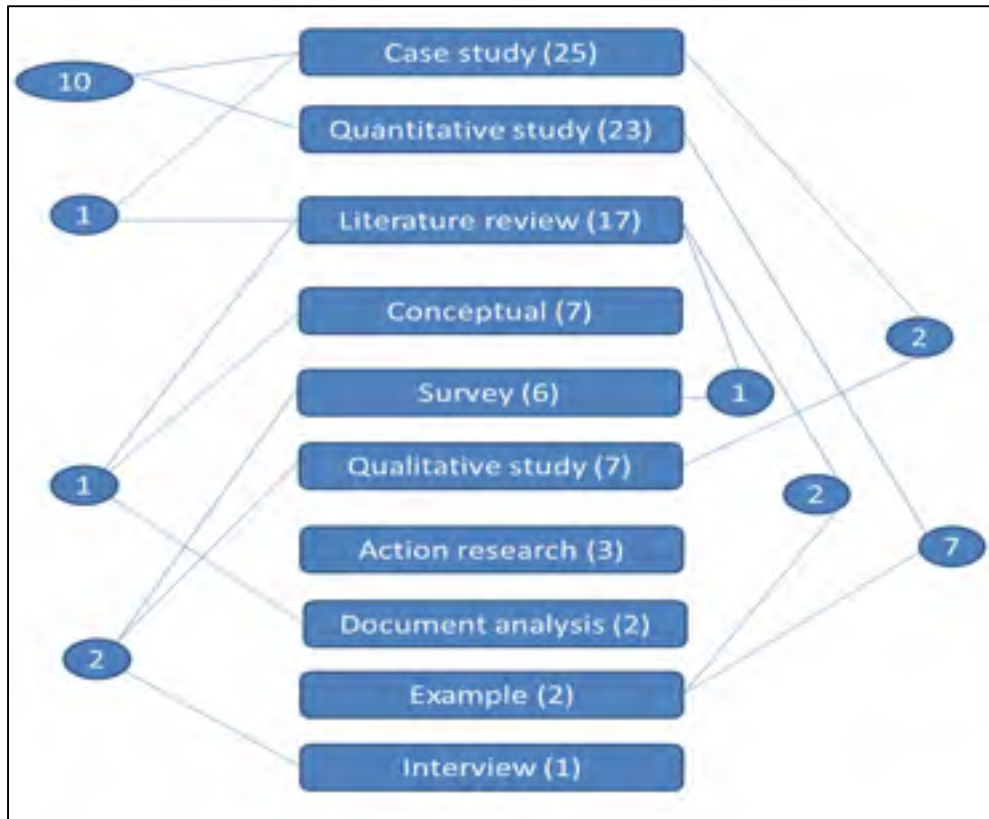 Case study (25)
10
Quantitative study (23)
1
Literature review (17)
Conceptual (7)
2
Survey (6)
1
Qualitative study (7)
1
2
Action research (3)
7
Document analysis (2)
2
Example (2)
Interview (1)